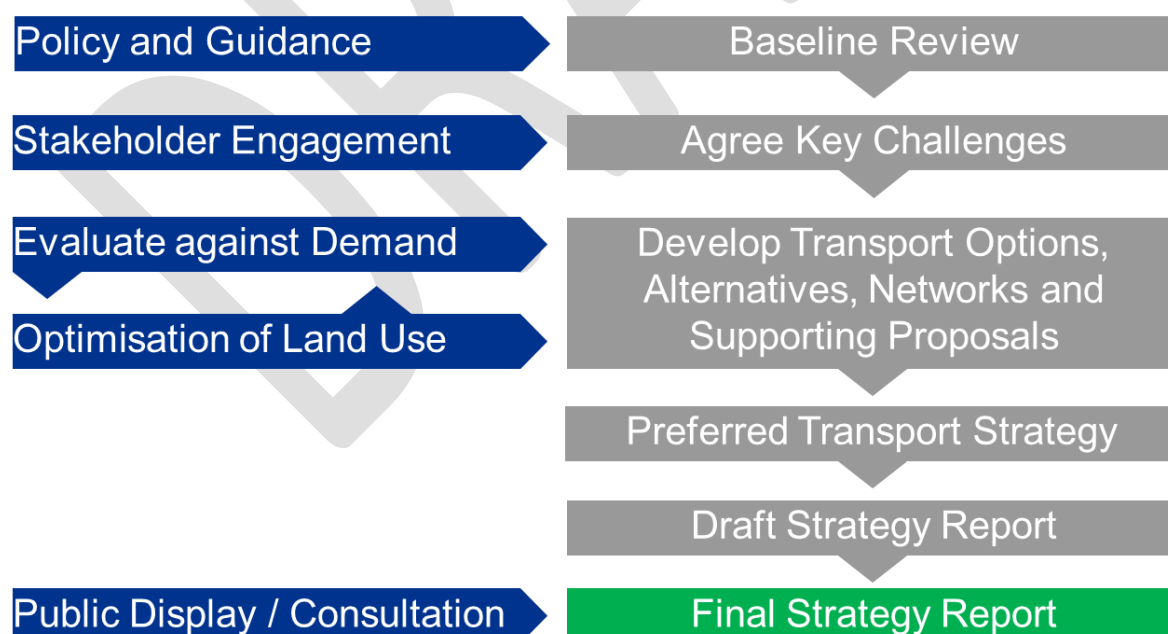 Policy and Guidance
Baseline Review
Stakeholder Engagement
Agree Key Challenges
Evaluate against Demand
Develop Transport Options,
Alternatives, Networks and
Supporting Proposals
Optimisation of Land Use
Preferred Transport Strategy
Draft Strategy Report
Public Display / Consultation
Final Strategy Report